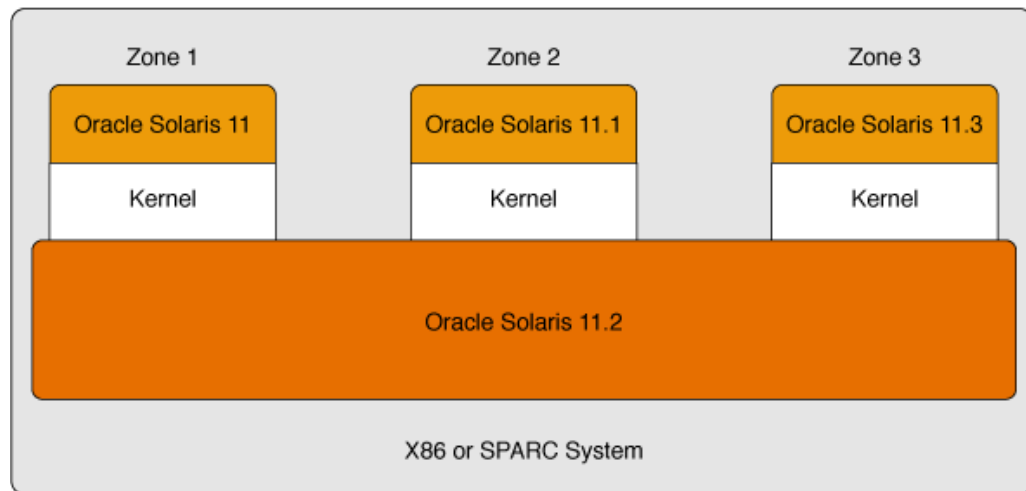 Zone 1
Zone 2
Zone 3
Oracle Solaris 11
Oracle Solaris 11.1
Oracle Solaris 11.3
Kernel
Kernel
Kernel
Oracle Solaris 11.2
X86 or SPARC System